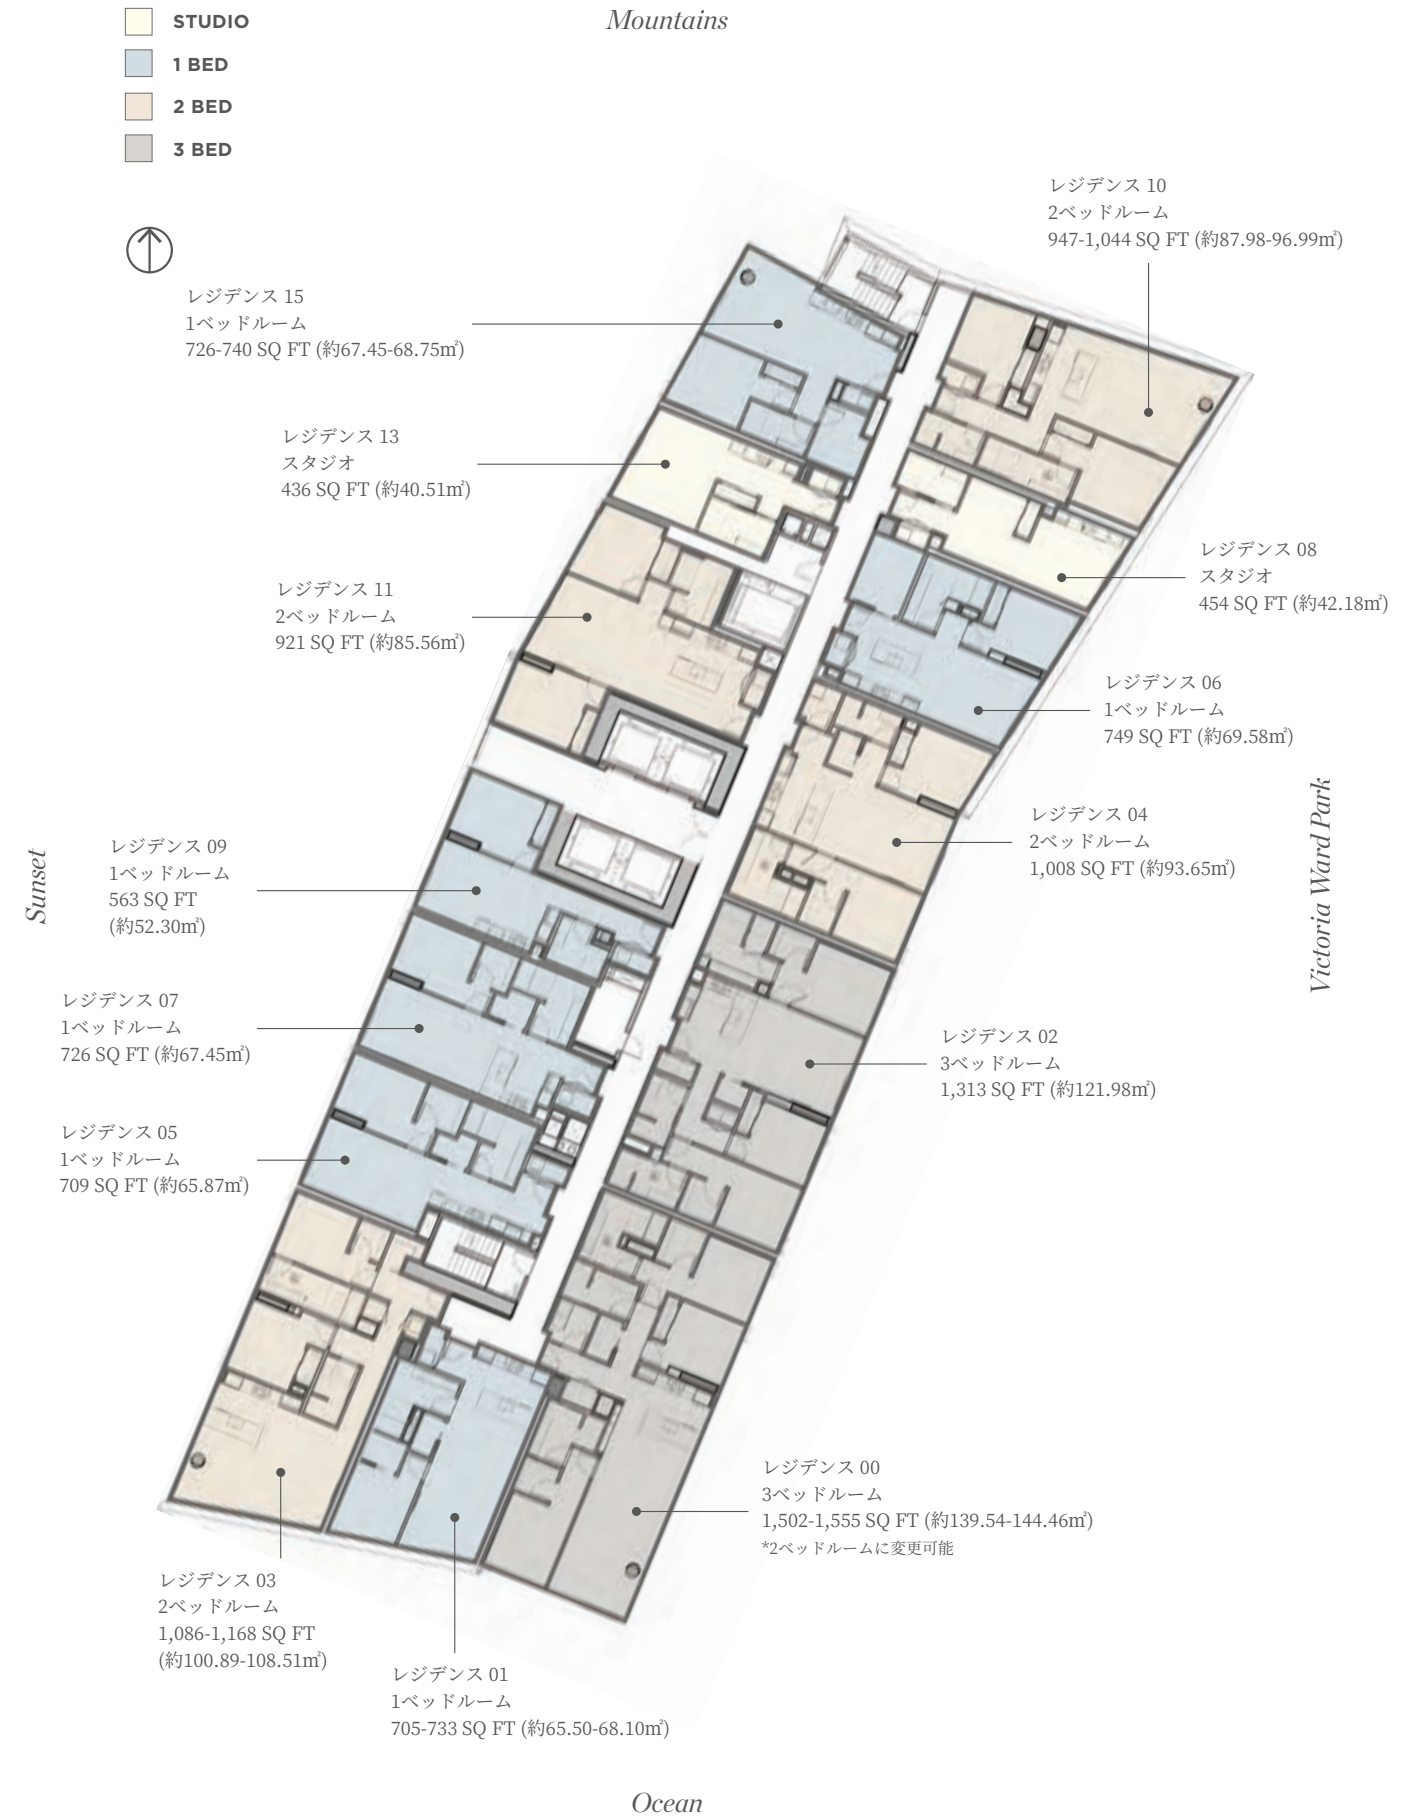 STUDIO
1 BED
2 BED
3 BED
Mountains
レジデンス 10
2ベッドルーム
947-1,044 SQ FT (約87.98-96.99㎡)
レジデンス 15
1ベッドルーム
726-740 SQ FT (約67.45-68.75㎡)
レジデンス 13
スタジオ
436 SQ FT (約40.51㎡)
レジデンス 08
スタジオ
454 SQ FT (約42.18㎡)
レジデンス 11
2ベッドルーム
921 SQ FT (約85.56㎡)
レジデンス 06
1ベッドルーム
749 SQ FT (約69.58㎡)
Victoria Ward Park
レジデンス 04
2ベッドルーム
1,008 SQ FT (約93.65㎡)
Sunset
レジデンス 09
1ベッドルーム
563 SQ FT
(約52.30㎡)
レジデンス 07
1ベッドルーム
726 SQ FT (約67.45㎡)
レジデンス 02
3ベッドルーム
1,313 SQ FT (約121.98㎡)
レジデンス 05
1ベッドルーム
709 SQ FT (約65.87㎡)
レジデンス 00
3ベッドルーム
1,502-1,555 SQ FT (約139.54-144.46㎡)
*2ベッドルームに変更可能
レジデンス 03
2ベッドルーム
1,086-1,168 SQ FT
(約100.89-108.51㎡)
レジデンス 01
1ベッドルーム
705-733 SQ FT (約65.50-68.10㎡)
Ocean